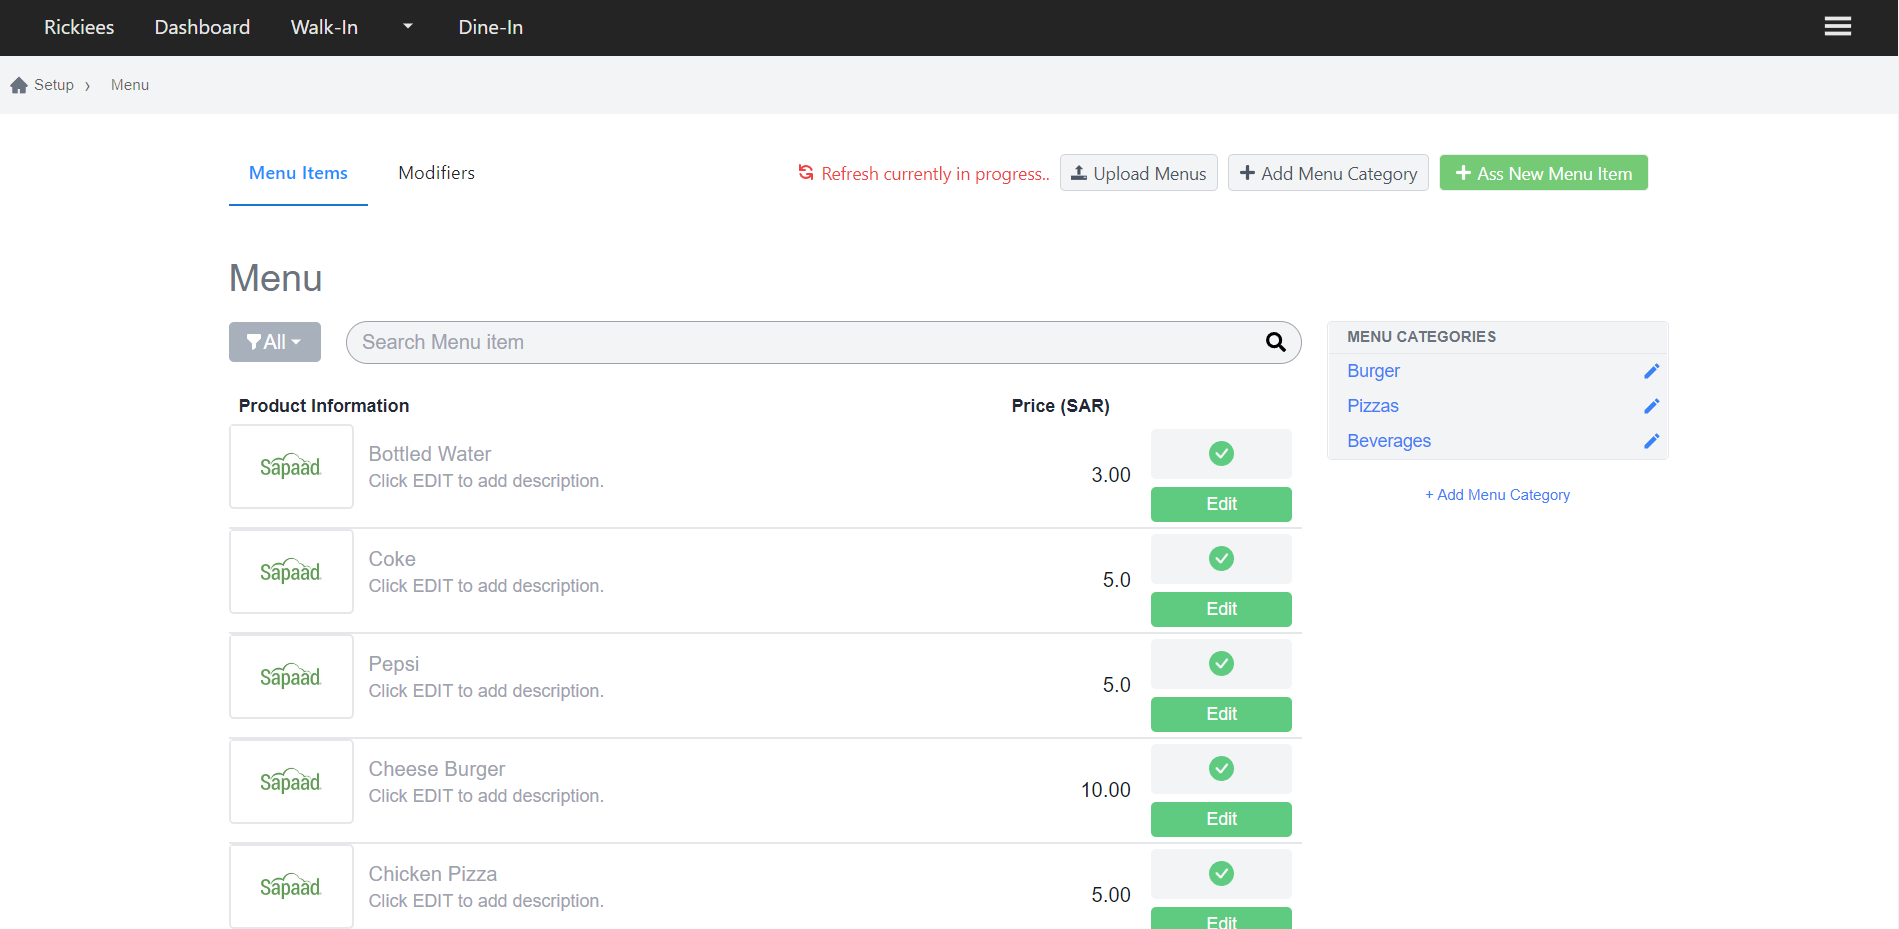 Rickiees Dashboard Walk-In Dine-In
Setup › Menu
Menu Items Modifiers Refresh currently in progress.. Upload Menus Add Menu Category Ass New Menu Item
Menu
All Search Menu item
MENU CATEGORIES
Burger
Pizzas
Beverages
+ Add Menu Category
Product Information Price (SAR)
Sapaad Bottled Water
Click EDIT to add description.
3.00
Edit
Sapaad Coke
Click EDIT to add description.
5.0
Edit
Sapaad Pepsi
Click EDIT to add description.
5.0
Edit
Sapaad Cheese Burger
Click EDIT to add description.
10.00
Edit
Sapaad Chicken Pizza
Click EDIT to add description.
5.00
Edit